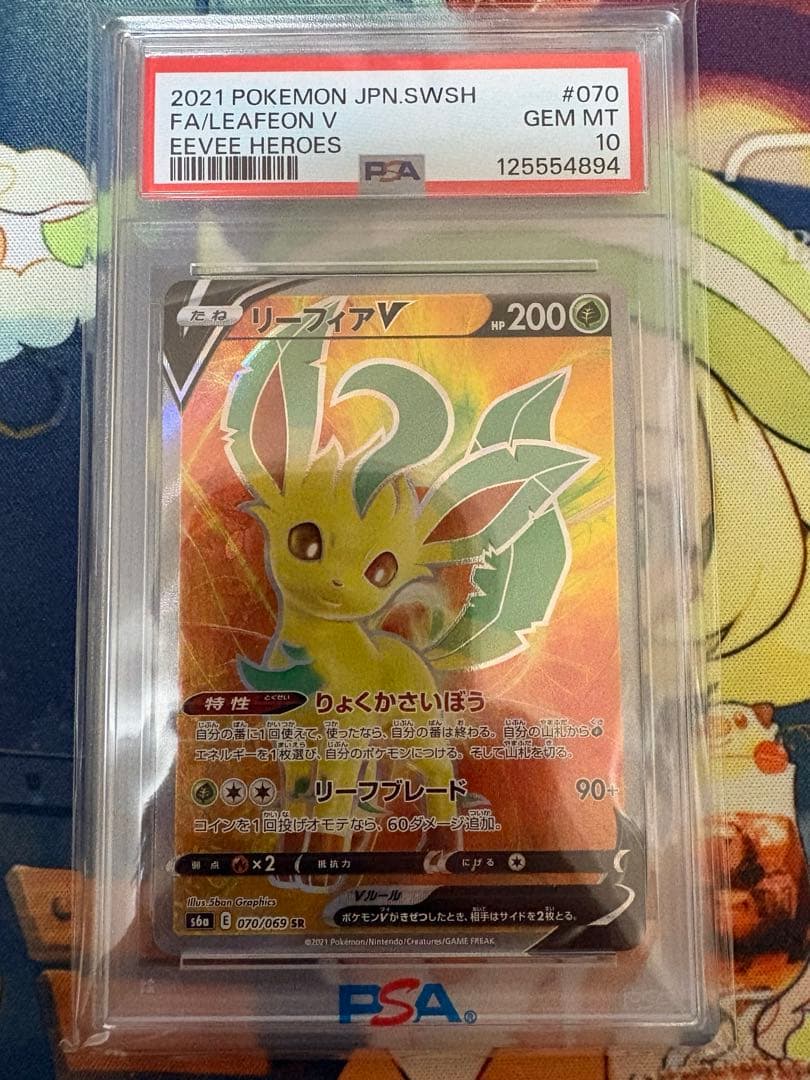 2021 POKEMON JPN.SWSH #070
FA/LEAFEON V GEM MT
EEVEE HEROES 10
PSA 125554894
たね リーフィアV HP 200
特性 とくせい りょくかさいぼう
自分の番に1回使えて、使ったなら、自分の番は終わる。自分の山札から
エネルギーを1枚選び、自分のポケモンにつける。そして山札を切る。
リーフブレード 90+
コインを1回投げオモテなら、60ダメージ追加。
弱点 ×2 抵抗力 にげる
Illus. 5ban Graphics
Vルール
ポケモンVがきぜつしたとき、相手はサイドを2枚とる。
s6a E 070/069 SR
©2021 Pokémon/Nintendo/Creatures/GAME FREAK
PSA®